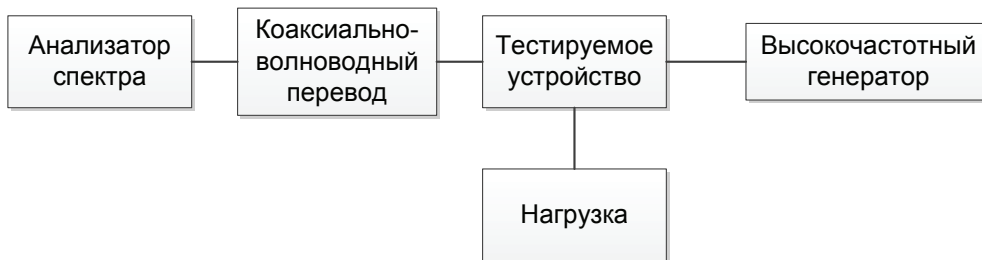 Анализатор
спектра
Коаксиально-
волноводный
перевод
Тестируемое
устройство
Высокочастотный
генератор
Нагрузка